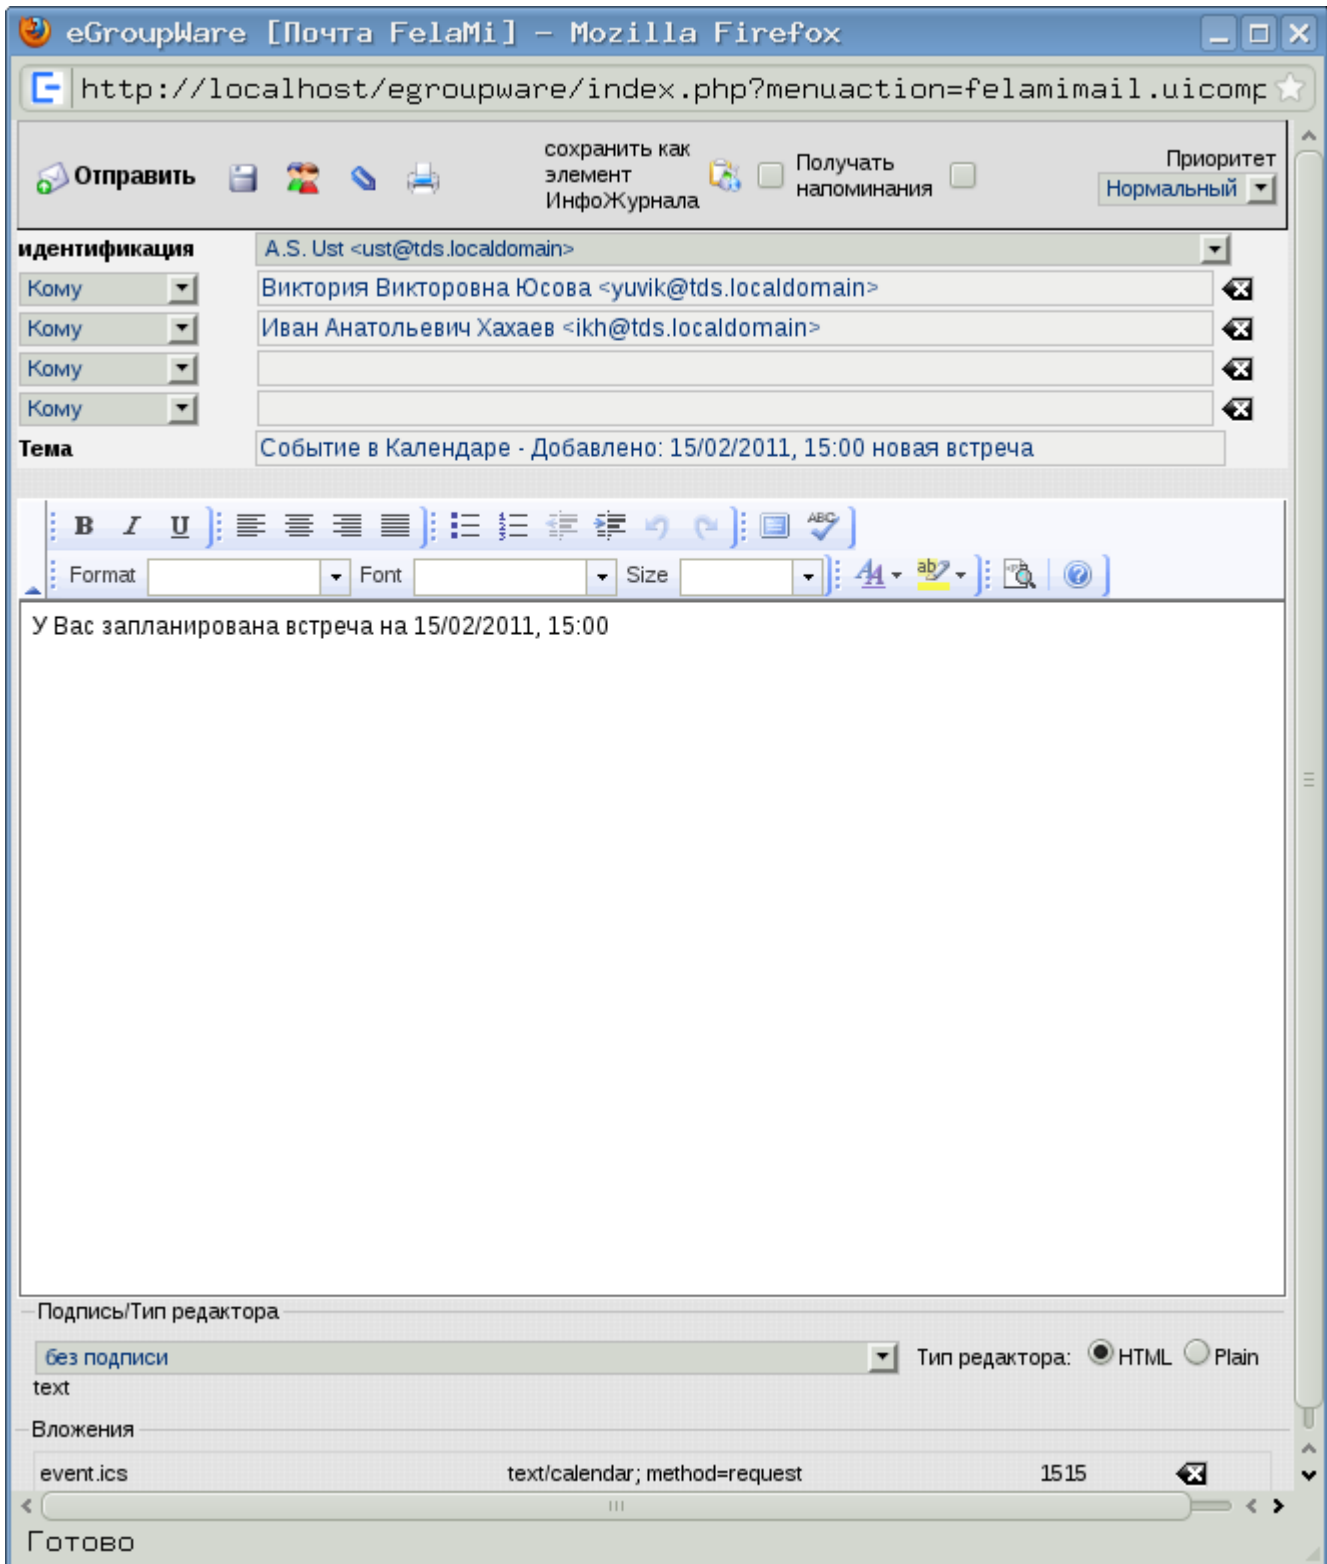 eGroupWare [Почта FelaMi] – Mozilla Firefox
http://localhost/egroupware/index.php?menuaction=felamimail.uicomp
Отправить
сохранить как
элемент
ИнфоЖурнала
Получать
напоминания
Приоритет
Нормальный
идентификация A.S. Ust <ust@tds.localdomain>
Кому Виктория Викторовна Юсова <yuvik@tds.localdomain>
Кому Иван Анатольевич Хахаев <ikh@tds.localdomain>
Кому
Кому
Тема Событие в Календаре - Добавлено: 15/02/2011, 15:00 новая встреча
B I U ABC
Format Font Size
У Вас запланирована встреча на 15/02/2011, 15:00
Подпись/Тип редактора
без подписи Тип редактора: HTML Plain
text
Вложения
event.ics text/calendar; method=request 1515
Готово